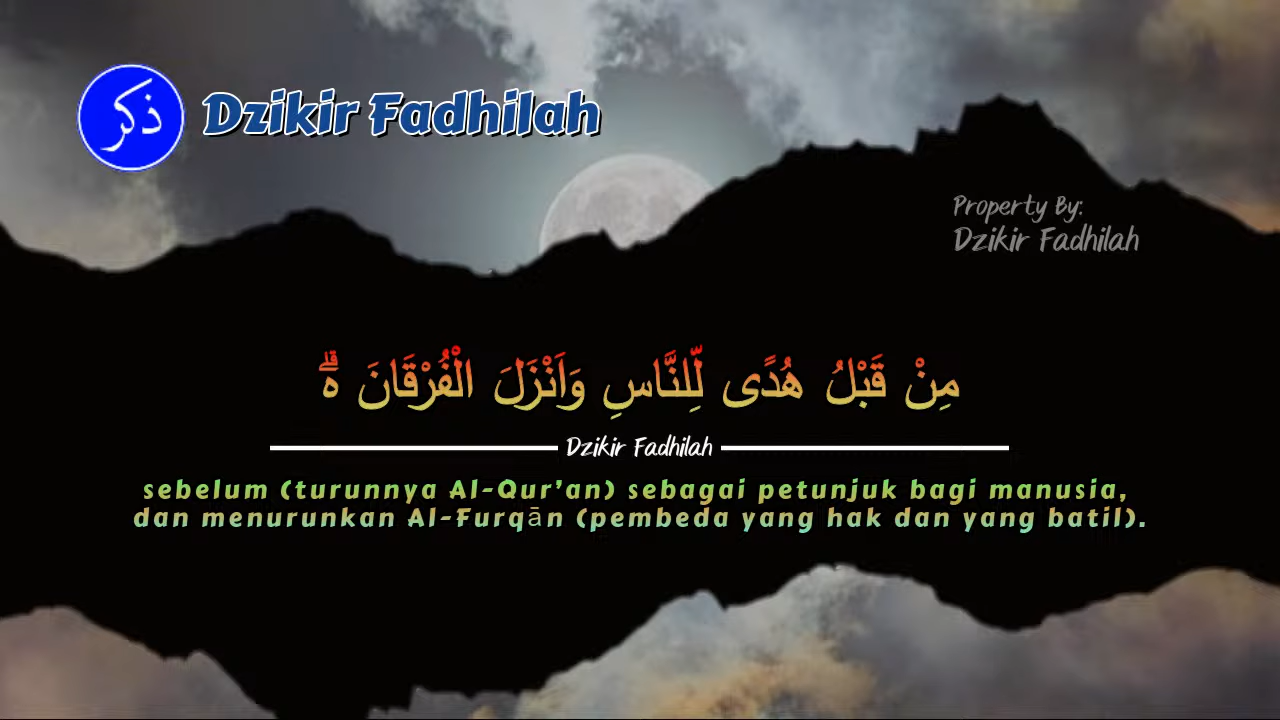 ذكر
Dzikir Fadhilah
Property By:
Dzikir Fadhilah
مِنْ قَبْلُ هُدًى لِّلنَّاسِ وَاَنْزَلَ الْفُرْقَانَ ەۗ
Dzikir Fadhilah
sebelum (turunnya Al-Qur’an) sebagai petunjuk bagi manusia,
dan menurunkan Al-Furqān (pembeda yang hak dan yang batil).